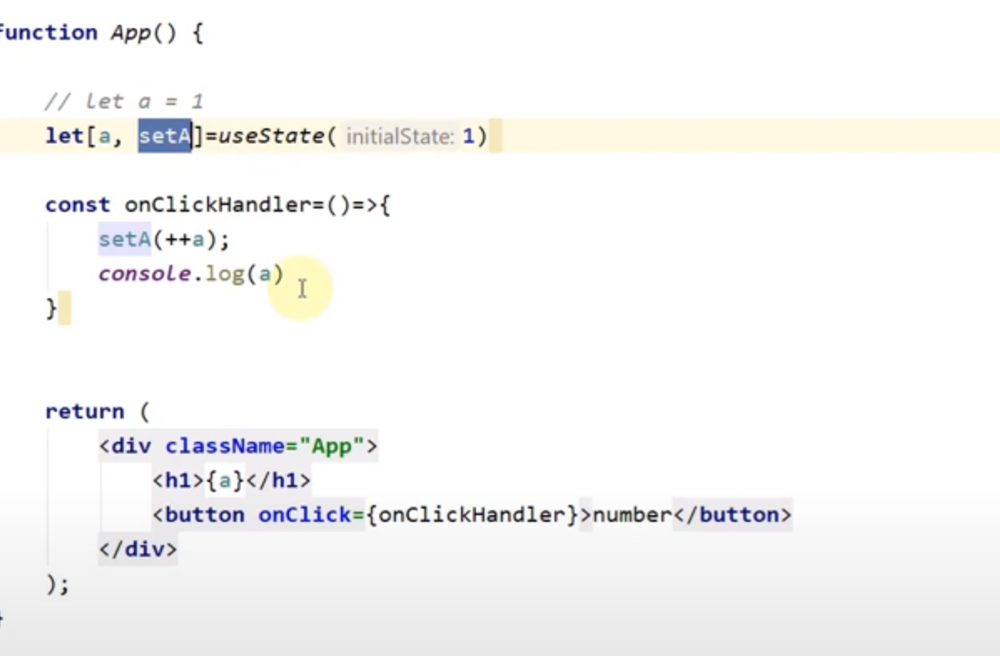 function App() {
// let a = 1
let[a, setA]=useState( initialState: 1)
const onClickHandler=()=>{
setA(++a);
console.log(a)
}
return (
<div className="App">
<h1>{a}</h1>
<button onClick={onClickHandler}>number</button>
</div>
);
}